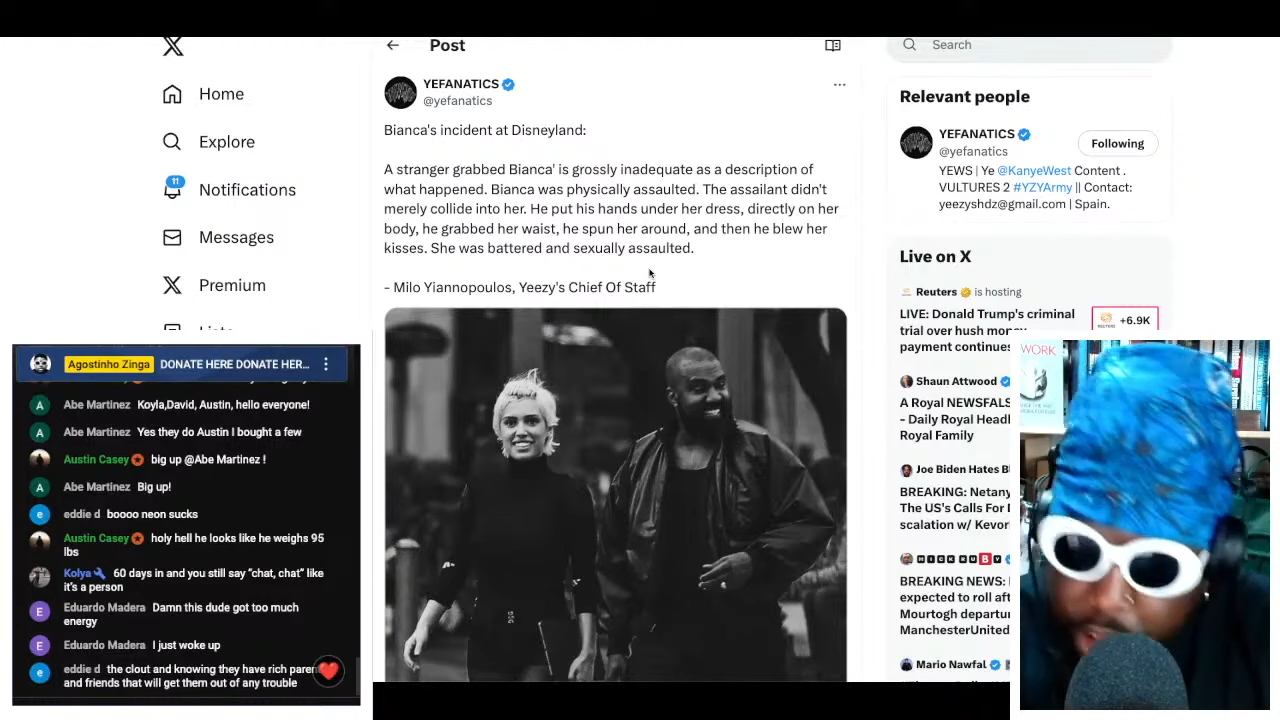 Home
Explore
11
Notifications
Messages
Premium
Post
YEFANATICS
@yefanatics
Bianca's incident at Disneyland:
A stranger grabbed Bianca' is grossly inadequate as a description of
what happened. Bianca was physically assaulted. The assailant didn't
merely collide into her. He put his hands under her dress, directly on her
body, he grabbed her waist, he spun her around, and then he blew her
kisses. She was battered and sexually assaulted.
- Milo Yiannopoulos, Yeezy's Chief Of Staff
Search
Relevant people
YEFANATICS
@yefanatics
Following
YEWS | Ye @KanyeWest Content .
VULTURES 2 #YZYArmy || Contact:
yeezyshdz@gmail.com | Spain.
Live on X
Reuters is hosting
LIVE: Donald Trump's criminal
trial over hush money
payment continues
+6.9K
Shaun Attwood
A Royal NEWSFALS
- Daily Royal Headl
Royal Family
Joe Biden Hates Bl
BREAKING: Netany
The US's Calls For D
scalation w/ Kevor
BREAKING NEWS:
expected to roll aft
Mourtogh departu
ManchesterUnited
Mario Nawfal
WORK
Agostinho Zinga DONATE HERE DONATE HER...
A Abe Martinez Koyla,David, Austin, hello everyone!
A Abe Martinez Yes they do Austin I bought a few
Austin Casey big up @Abe Martinez !
A Abe Martinez Big up!
e eddie d boooo neon sucks
Austin Casey holy hell he looks like he weighs 95
lbs
Kolya 60 days in and you still say "chat, chat" like
it's a person
E Eduardo Madera Damn this dude got too much
energy
E Eduardo Madera I just woke up
e eddie d the clout and knowing they have rich paren
and friends that will get them out of any trouble